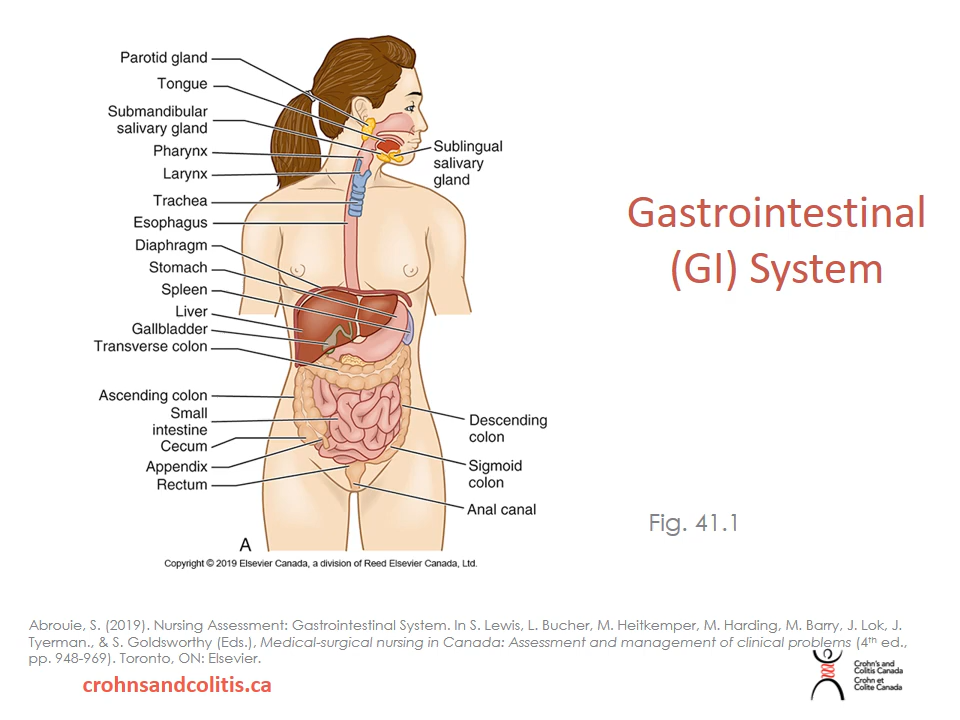 Parotid gland
Tongue
Submandibular
salivary gland
Pharynx
Larynx
Trachea
Esophagus
Diaphragm
Stomach
Spleen
Liver
Gallbladder
Transverse colon
Ascending colon
Small
intestine
Cecum
Appendix
Rectum
Sublingual
salivary
gland
Descending
colon
Sigmoid
colon
Anal canal
A
Copyright © 2019 Elsevier Canada, a division of Reed Elsevier Canada, Ltd.
Gastrointestinal
(GI) System
Fig. 41.1
Abrouie, S. (2019). Nursing Assessment: Gastrointestinal System. In S. Lewis, L. Bucher, M. Heitkemper, M. Harding, M. Barry, J. Lok, J.
Tyerman., & S. Goldsworthy (Eds.), Medical-surgical nursing in Canada: Assessment and management of clinical problems (4th ed.,
pp. 948-969). Toronto, ON: Elsevier.
crohnsandcolitis.ca
Crohn's and
Colitis Canada
Crohn et
Colite Canada